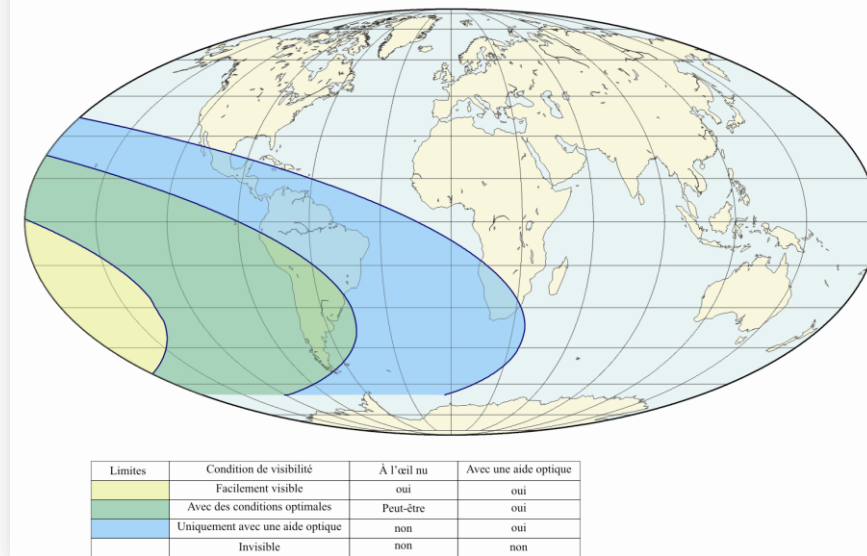 Limites Condition de visibilité À l’œil nu Avec une aide optique
Facilement visible oui oui
Avec des conditions optimales Peut-être oui
Uniquement avec une aide optique non oui
Invisible non non